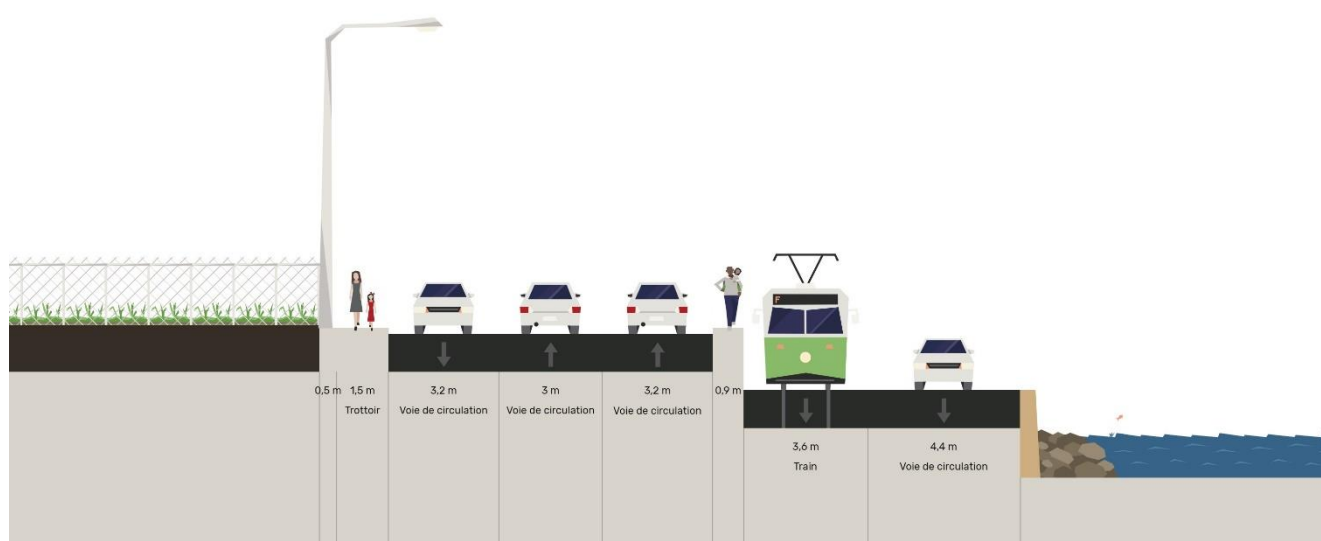 F
0,5 m
1,5 m
Trottoir
3,2 m
Voie de circulation
3 m
Voie de circulation
3,2 m
Voie de circulation
0,9 m
3,6 m
Train
4,4 m
Voie de circulation